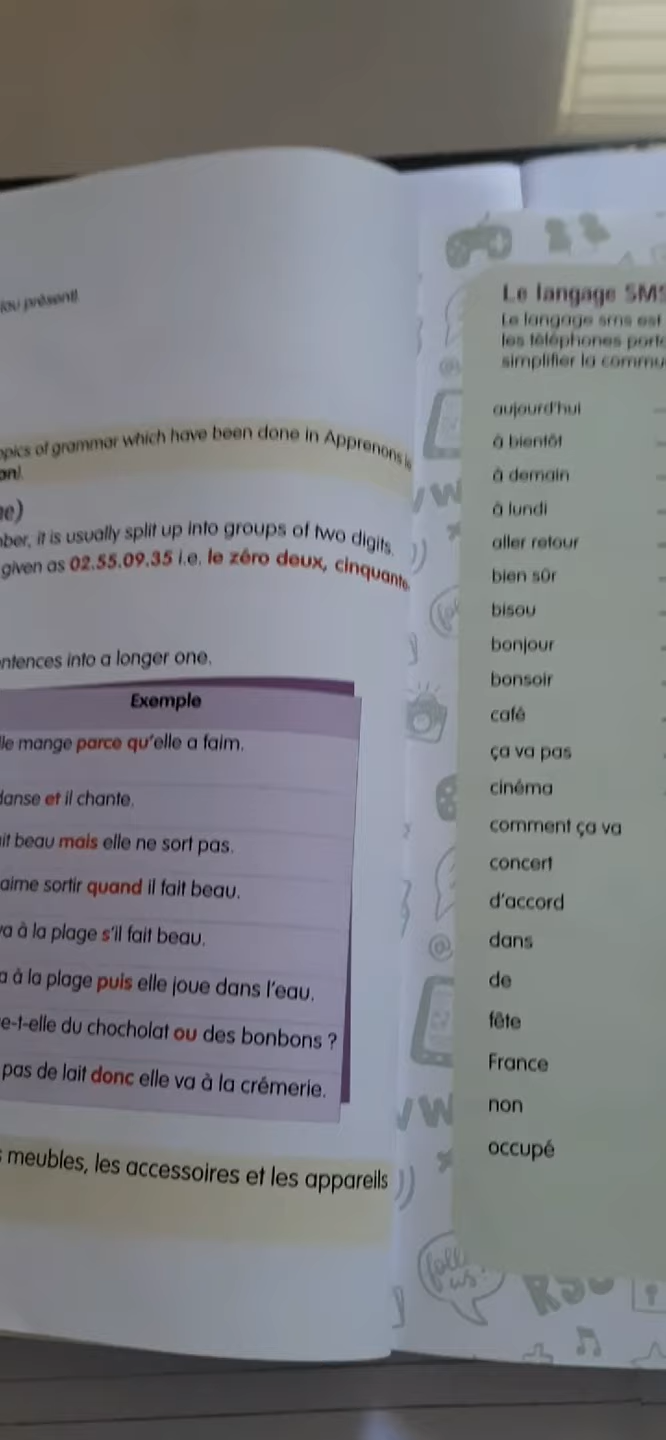 présent!
pics of grammar which have been done in Apprenons
an!
ne)
ber, it is usually split up into groups of two digits.
given as 02.55.09.35 i.e. le zéro deux, cinquante
ntences into a longer one.
Exemple
lle mange parce qu'elle a faim.
danse et il chante.
ait beau mais elle ne sort pas.
aime sortir quand il fait beau.
va à la plage s'il fait beau.
a à la plage puis elle joue dans l'eau.
e-t-elle du chocholat ou des bonbons ?
pas de lait donc elle va à la crémerie.
meubles, les accessoires et les appareils
Le langage SMS
Le langage sms est
les téléphones port
simplifier la commu
aujourd'hui
à bientôt
à demain
à lundi
aller retour
bien sûr
bisou
bonjour
bonsoir
café
ça va pas
cinéma
comment ça va
concert
d'accord
dans
de
fête
France
non
occupé
follow
us